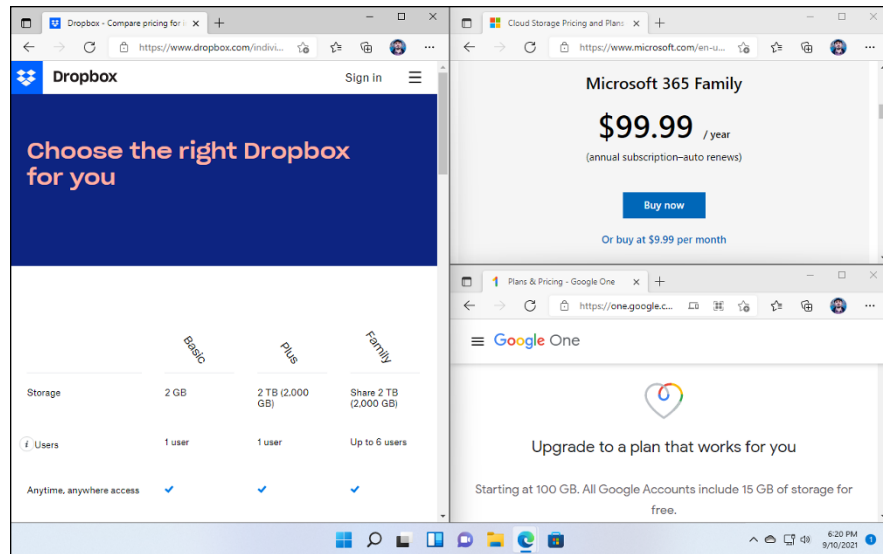 Dropbox - Compare pricing for i
https://www.dropbox.com/indivi...
Dropbox
Sign in
Choose the right Dropbox
for you
Basic
Plus
Family
Storage
2 GB
2 TB (2.000
GB)
Share 2 TB
(2,000 GB)
i Users
1 user
1 user
Up to 6 users
Anytime, anywhere access
Cloud Storage Pricing and Plans
https://www.microsoft.com/en-u...
Microsoft 365 Family
$99.99 / year
(annual subscription–auto renews)
Buy now
Or buy at $9.99 per month
Plans & Pricing - Google One
https://one.google.c...
Google One
Upgrade to a plan that works for you
Starting at 100 GB. All Google Accounts include 15 GB of storage for
free.
6:20 PM
9/10/2021
1